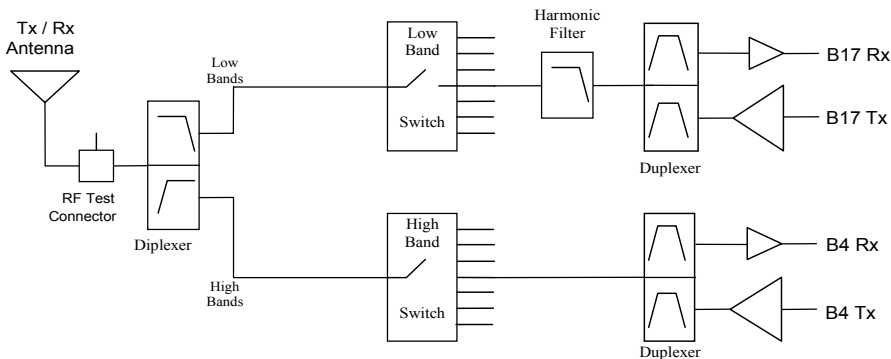 Tx / Rx
Antenna
RF Test
Connector
Diplexer
Low
Bands
High
Bands
Low
Band
Switch
Harmonic
Filter
Duplexer
B17 Rx
B17 Tx
High
Band
Switch
Duplexer
B4 Rx
B4 Tx